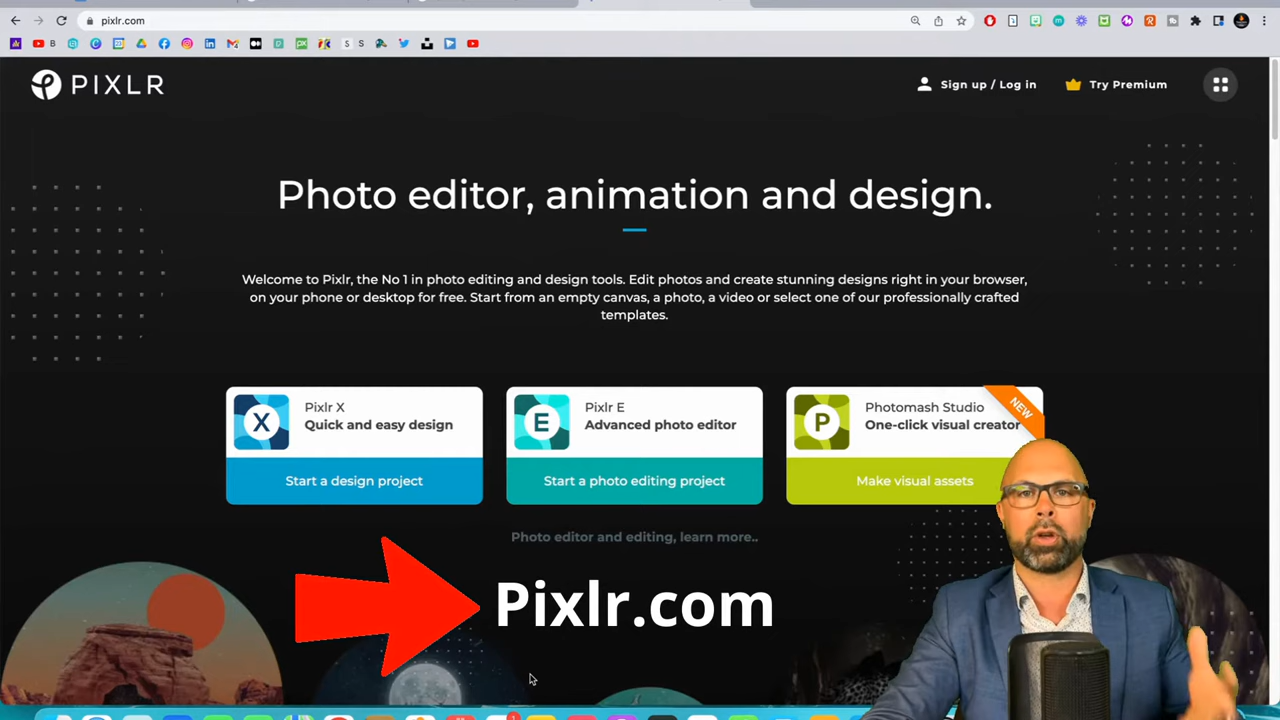 pixlr.com
B
S
S
PIXLR
Sign up / Log in
Try Premium
Photo editor, animation and design.
Welcome to Pixlr, the No 1 in photo editing and design tools. Edit photos and create stunning designs right in your browser,
on your phone or desktop for free. Start from an empty canvas, a photo, a video or select one of our professionally crafted
templates.
X
Pixlr X
Quick and easy design
Start a design project
E
Pixlr E
Advanced photo editor
Start a photo editing project
P
Photomash Studio
One-click visual creator
NEW
Make visual assets
Photo editor and editing, learn more..
Pixlr.com